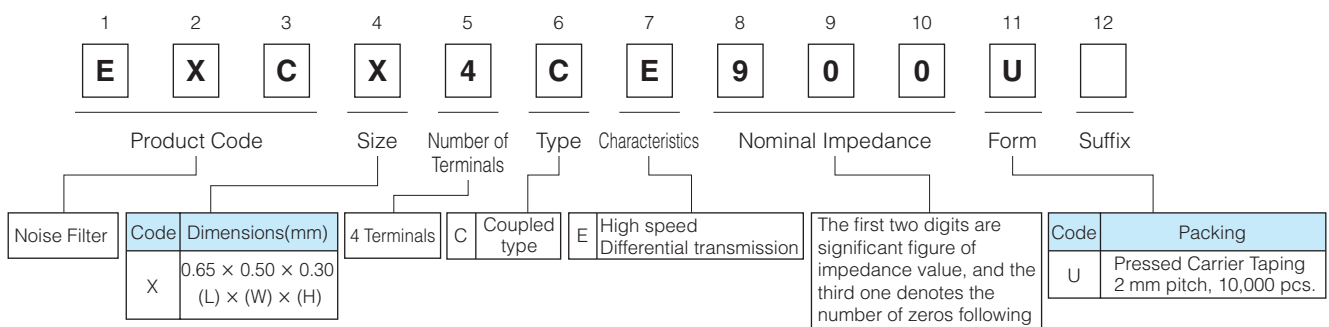 1 2 3 4 5 6 7 8 9 10 11 12
E X C X 4 C E 9 0 0 U
Product Code Size Number of Terminals Type Characteristics Nominal Impedance Form Suffix
Noise Filter
Code Dimensions(mm)
X 0.65 × 0.50 × 0.30
(L) × (W) × (H)
4 Terminals
C Coupled
type
E High speed
Differential transmission
The first two digits are
significant figure of
impedance value, and the
third one denotes the
number of zeros following
Code Packing
U Pressed Carrier Taping
2 mm pitch, 10,000 pcs.